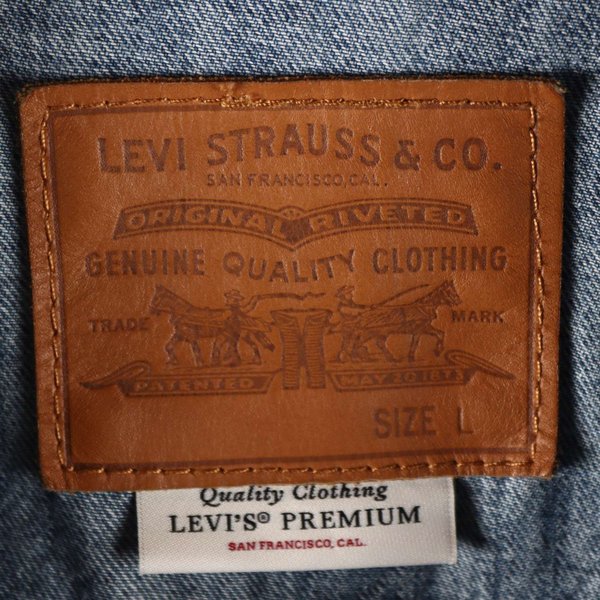 LEVI STRAUSS & CO.
SAN FRANCISCO, CAL.
ORIGINAL RIVETED
GENUINE QUALITY CLOTHING
TRADE MARK
PATENTED MAY 20 1873
SIZE L
Quality Clothing
LEVI'S® PREMIUM
SAN FRANCISCO, CAL.